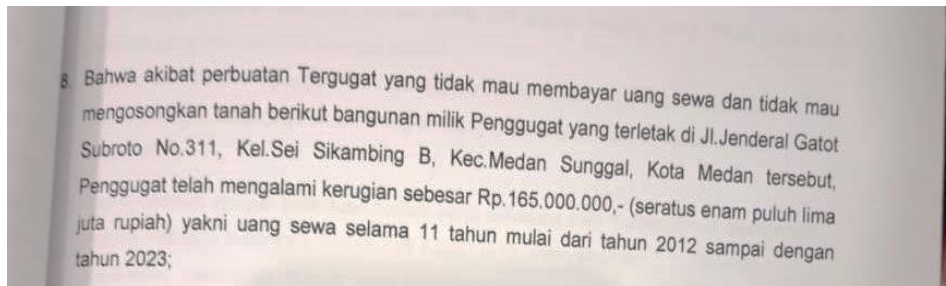 8. Bahwa akibat perbuatan Tergugat yang tidak mau membayar uang sewa dan tidak mau
mengosongkan tanah berikut bangunan milik Penggugat yang terletak di Jl.Jenderal Gatot
Subroto No.311, Kel.Sei Sikambing B, Kec.Medan Sunggal, Kota Medan tersebut,
Penggugat telah mengalami kerugian sebesar Rp.165.000.000,- (seratus enam puluh lima
juta rupiah) yakni uang sewa selama 11 tahun mulai dari tahun 2012 sampai dengan
tahun 2023;